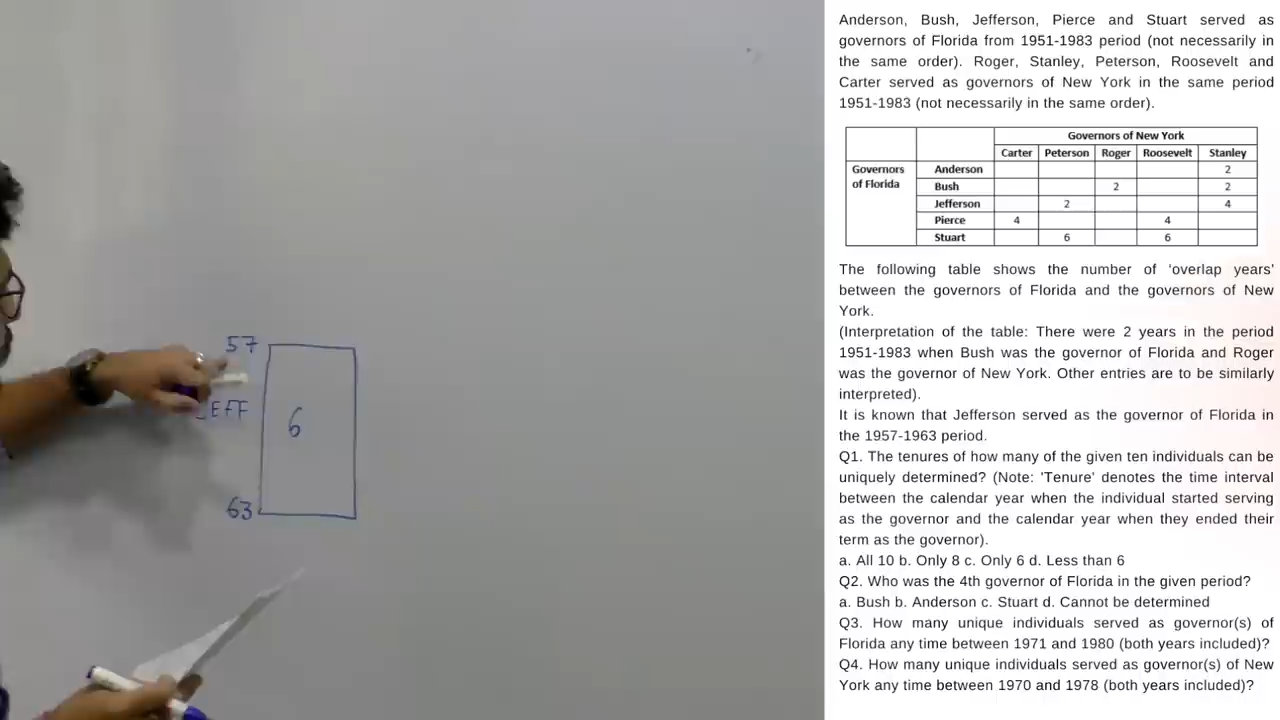 57
EFF
6
63
Anderson, Bush, Jefferson, Pierce and Stuart served as
governors of Florida from 1951-1983 period (not necessarily in
the same order). Roger, Stanley, Peterson, Roosevelt and
Carter served as governors of New York in the same period
1951-1983 (not necessarily in the same order).
Governors of New York
Carter Peterson Roger Roosevelt Stanley
Governors Anderson 2
of Florida Bush 2 2
Jefferson 2 4
Pierce 4 4
Stuart 6 6
The following table shows the number of 'overlap years'
between the governors of Florida and the governors of New
York.
(Interpretation of the table: There were 2 years in the period
1951-1983 when Bush was the governor of Florida and Roger
was the governor of New York. Other entries are to be similarly
interpreted).
It is known that Jefferson served as the governor of Florida in
the 1957-1963 period.
Q1. The tenures of how many of the given ten individuals can be
uniquely determined? (Note: 'Tenure' denotes the time interval
between the calendar year when the individual started serving
as the governor and the calendar year when they ended their
term as the governor).
a. All 10 b. Only 8 c. Only 6 d. Less than 6
Q2. Who was the 4th governor of Florida in the given period?
a. Bush b. Anderson c. Stuart d. Cannot be determined
Q3. How many unique individuals served as governor(s) of
Florida any time between 1971 and 1980 (both years included)?
Q4. How many unique individuals served as governor(s) of New
York any time between 1970 and 1978 (both years included)?